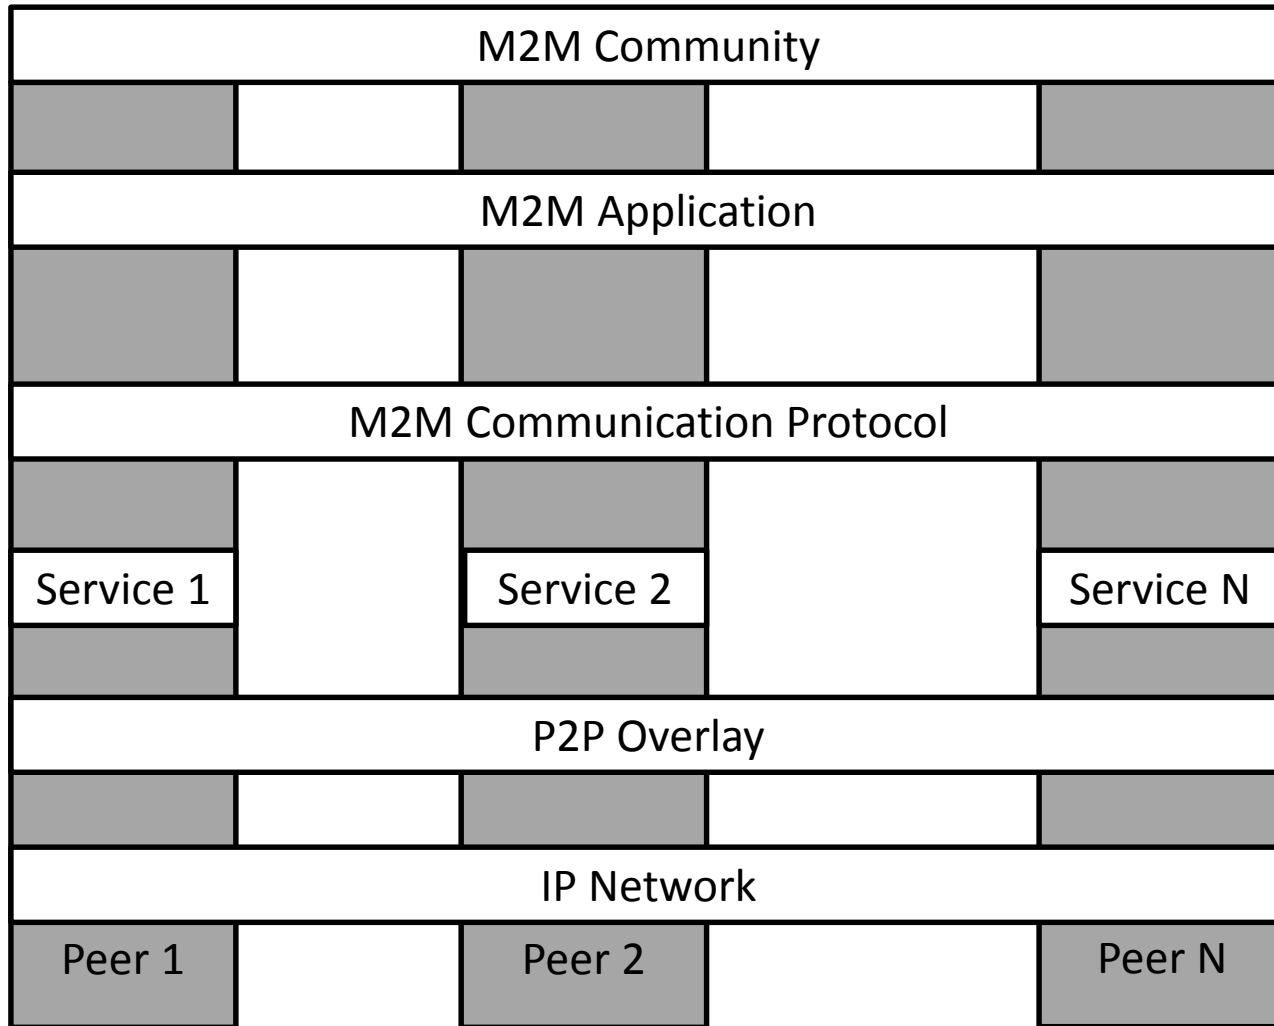 M2M Community
M2M Application
M2M Communication Protocol
Service 1
Service 2
Service N
P2P Overlay
IP Network
Peer 1
Peer 2
Peer N